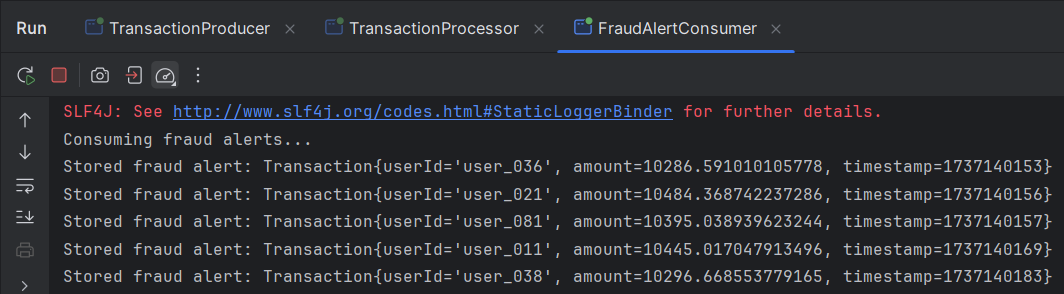 Run TransactionProducer TransactionProcessor FraudAlertConsumer
SLF4J: See http://www.slf4j.org/codes.html#StaticLoggerBinder for further details.
Consuming fraud alerts...
Stored fraud alert: Transaction{userId='user_036', amount=10286.591010105778, timestamp=1737140153}
Stored fraud alert: Transaction{userId='user_021', amount=10484.368742237286, timestamp=1737140156}
Stored fraud alert: Transaction{userId='user_081', amount=10395.038939623244, timestamp=1737140157}
Stored fraud alert: Transaction{userId='user_011', amount=10445.017047913496, timestamp=1737140169}
Stored fraud alert: Transaction{userId='user_038', amount=10296.668553779165, timestamp=1737140183}